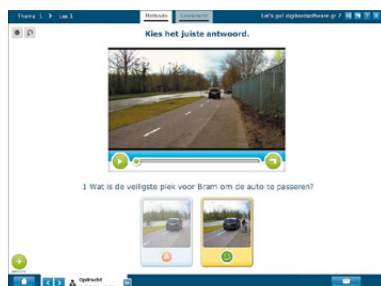 Thema 1 > Les 1
Methode
Leerkracht
Let's go! digibordsoftware gr 7
Kies het juiste antwoord.
1 Wat is de veiligste plek voor Bram om de auto te passeren?
Opdracht